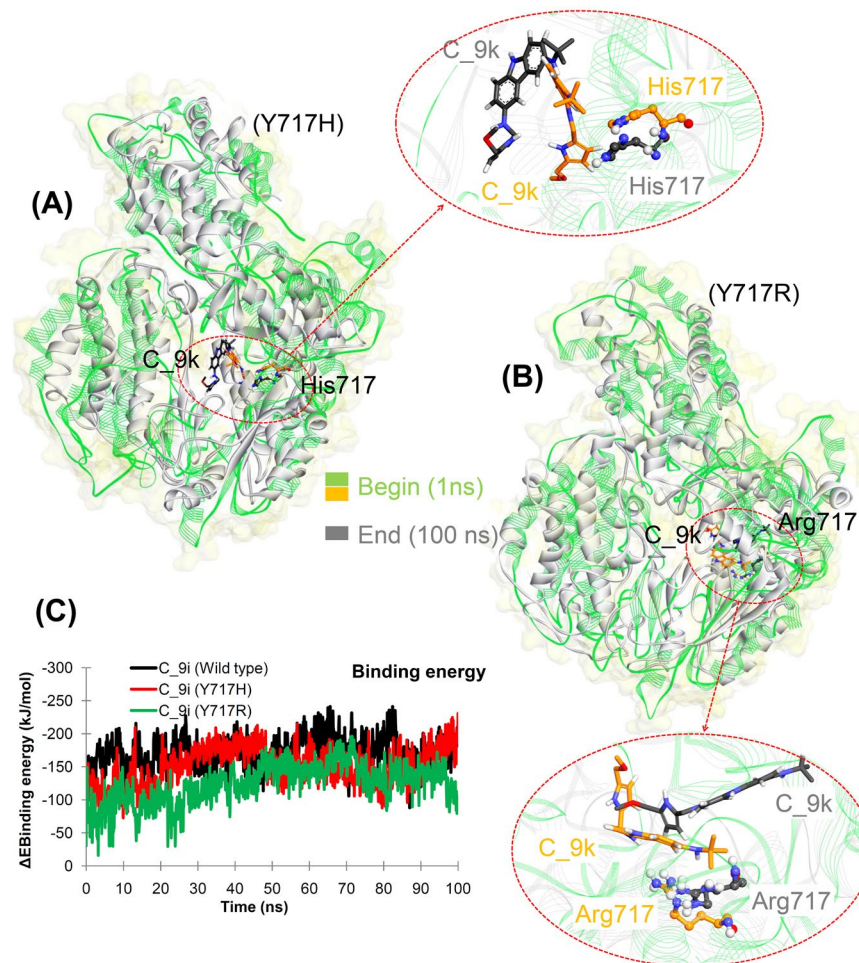 C_9k
His717
(Y717H)
(A)
C_9k
His717
(Y717R)
C_9k
His717
(B)
Begin (1ns)
End (100 ns)
C_9k
Arg717
(C)
-300
-250
-200
-150
-100
-50
0
ΔEBinding energy (kJ/mol)
C_9i (Wild type)
C_9i (Y717H)
C_9i (Y717R)
Binding energy
0 10 20 30 40 50 60 70 80 90 100
Time (ns)
C_9k
C_9k
Arg717
Arg717